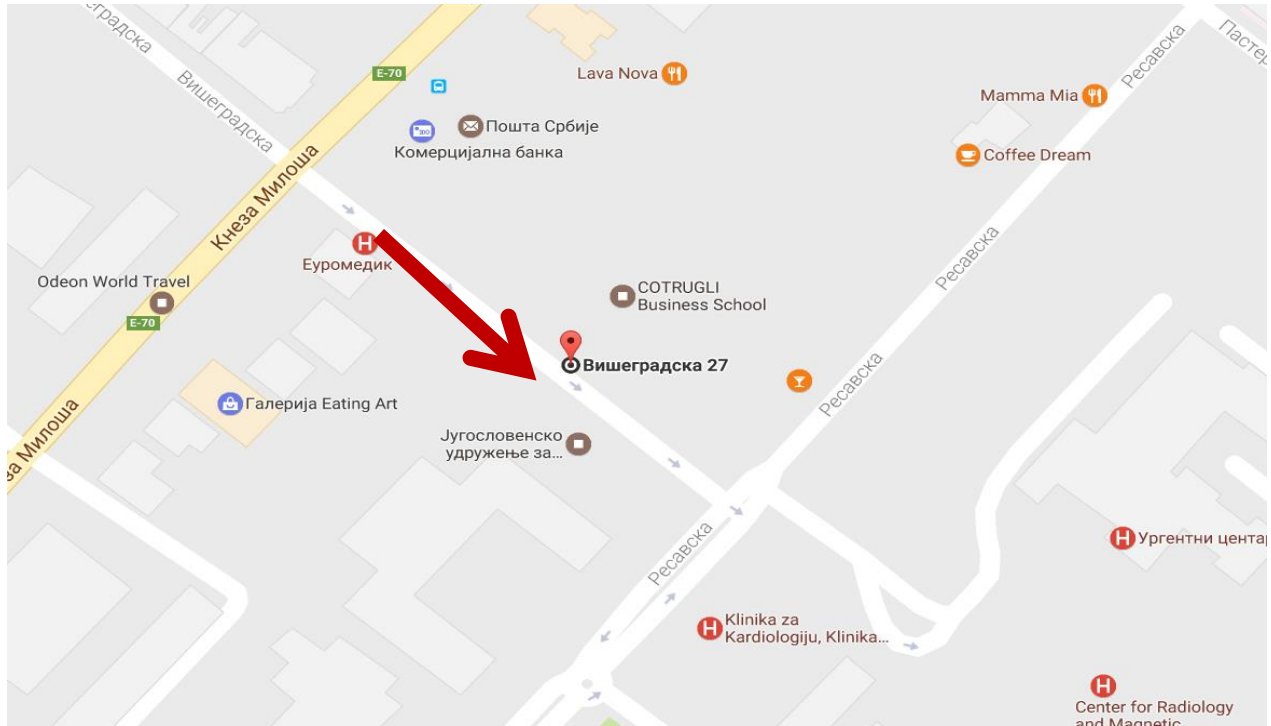 градска
Вишеградска
E-70
Lava Nova
Ресавска
Пастер
Mamma Mia
Пошта Србије
Комерцијална банка
Coffee Dream
Кнеза Милоша
Еуромедик
Odeon World Travel
E-70
COTRUGLI
Business School
Ресавска
Вишеградска 27
Ресавска
Галерија Eating Art
за Милоша
Југословенско
удружење за...
Ресавска
Ургентни центар
Klinika za
Kardiologiju, Klinika...
Center for Radiology
and Magnetic